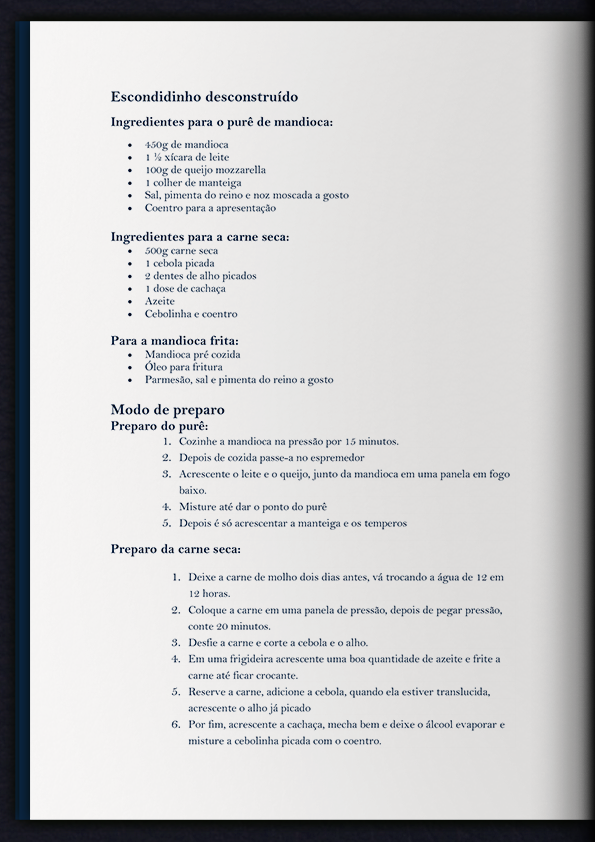 Escondidinho desconstruído
Ingredientes para o purê de mandioca:
• 450g de mandioca
• 1 ½ xícara de leite
• 100g de queijo mozzarella
• 1 colher de manteiga
• Sal, pimenta do reino e noz moscada a gosto
• Coentro para a apresentação
Ingredientes para a carne seca:
• 500g carne seca
• 1 cebola picada
• 2 dentes de alho picados
• 1 dose de cachaça
• Azeite
• Cebolinha e coentro
Para a mandioca frita:
• Mandioca pré cozida
• Óleo para fritura
• Parmesão, sal e pimenta do reino a gosto
Modo de preparo
Preparo do purê:
1. Cozinhe a mandioca na pressão por 15 minutos.
2. Depois de cozida passe-a no espremedor
3. Acrescente o leite e o queijo, junto da mandioca em uma panela em fogo
baixo.
4. Misture até dar o ponto do purê
5. Depois é só acrescentar a manteiga e os temperos
Preparo da carne seca:
1. Deixe a carne de molho dois dias antes, vá trocando a água de 12 em
12 horas.
2. Coloque a carne em uma panela de pressão, depois de pegar pressão,
conte 20 minutos.
3. Desfie a carne e corte a cebola e o alho.
4. Em uma frigideira acrescente uma boa quantidade de azeite e frite a
carne até ficar crocante.
5. Reserve a carne, adicione a cebola, quando ela estiver translucida,
acrescente o alho já picado
6. Por fim, acrescente a cachaça, mecha bem e deixe o álcool evaporar e
misture a cebolinha picada com o coentro.